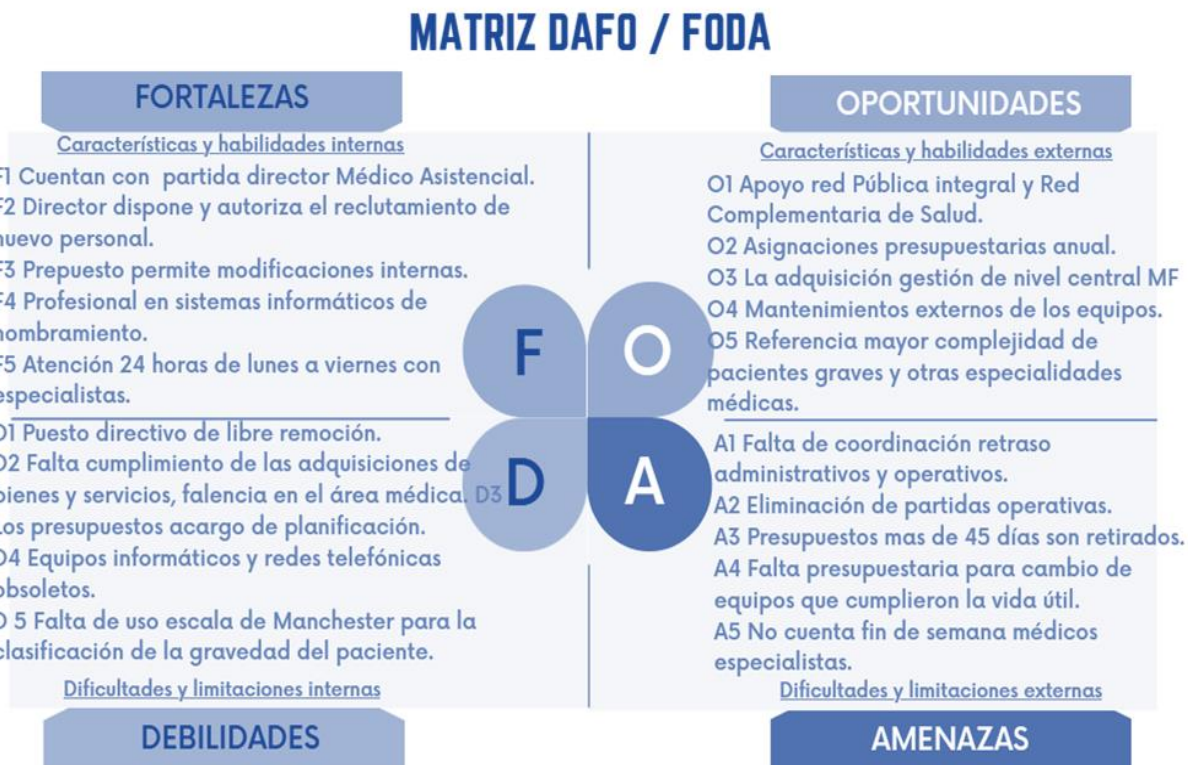 MATRIZ DAFO / FODA
FORTALEZAS
Características y habilidades internas
F1 Cuentan con partida director Médico Asistencial.
F2 Director dispone y autoriza el reclutamiento de
nuevo personal.
F3 Prepuesto permite modificaciones internas.
F4 Profesional en sistemas informáticos de
nombramiento.
F5 Atención 24 horas de lunes a viernes con
especialistas.
OPORTUNIDADES
Características y habilidades externas
O1 Apoyo red Pública integral y Red
Complementaria de Salud.
O2 Asignaciones presupuestarias anual.
O3 La adquisición gestión de nivel central MF
O4 Mantenimientos externos de los equipos.
O5 Referencia mayor complejidad de
pacientes graves y otras especialidades
médicas.
F
O
D
A
D1 Puesto directivo de libre remoción.
D2 Falta cumplimiento de las adquisiciones de
bienes y servicios, falencia en el área médica. D3
Los presupuestos acargo de planificación.
D4 Equipos informáticos y redes telefónicas
obsoletos.
D 5 Falta de uso escala de Manchester para la
clasificación de la gravedad del paciente.
Dificultades y limitaciones internas
DEBILIDADES
A1 Falta de coordinación retraso
administrativos y operativos.
A2 Eliminación de partidas operativas.
A3 Presupuestos mas de 45 días son retirados.
A4 Falta presupuestaria para cambio de
equipos que cumplieron la vida útil.
A5 No cuenta fin de semana médicos
especialistas.
Dificultades y limitaciones externas
AMENAZAS